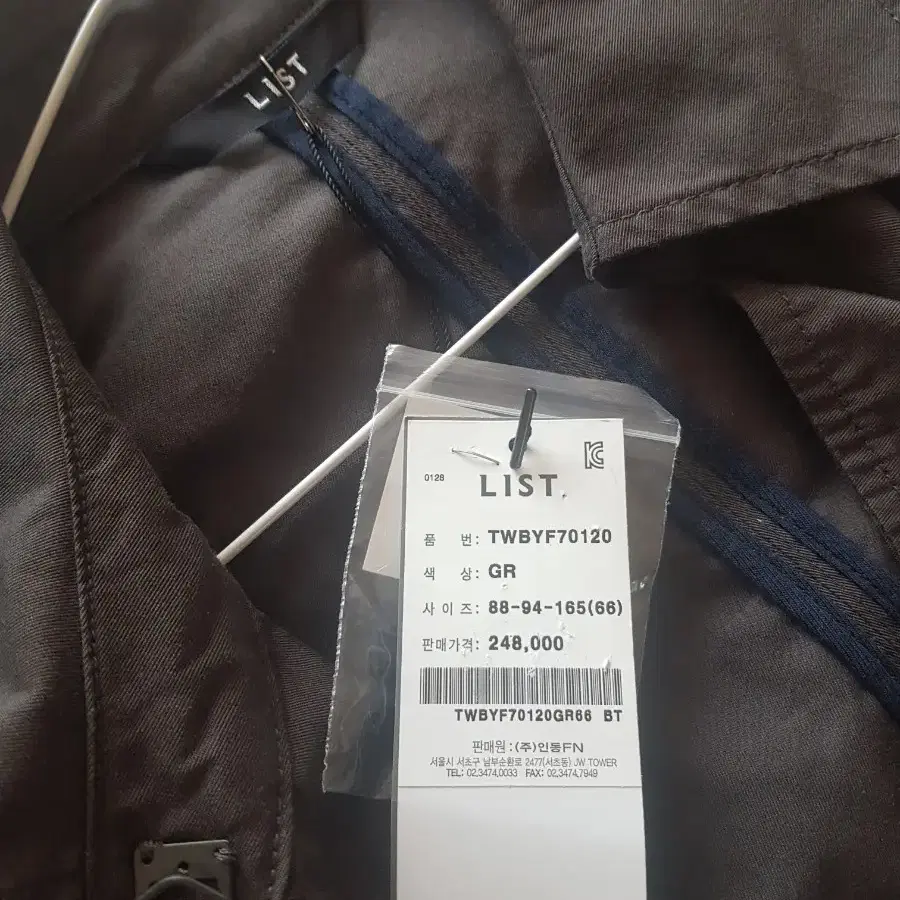 LIST
0128
LIST.
품 번: TWBYF70120
색 상: GR
사 이 즈: 88-94-165(66)
판매가격: 248,000
TWBYF70120GR66 BT
판매원 : (주)인동FN
서울시 서초구 남부순환로 2477(서초동) JW TOWER
TEL: 02.3474.0033 FAX: 02.3474.7949